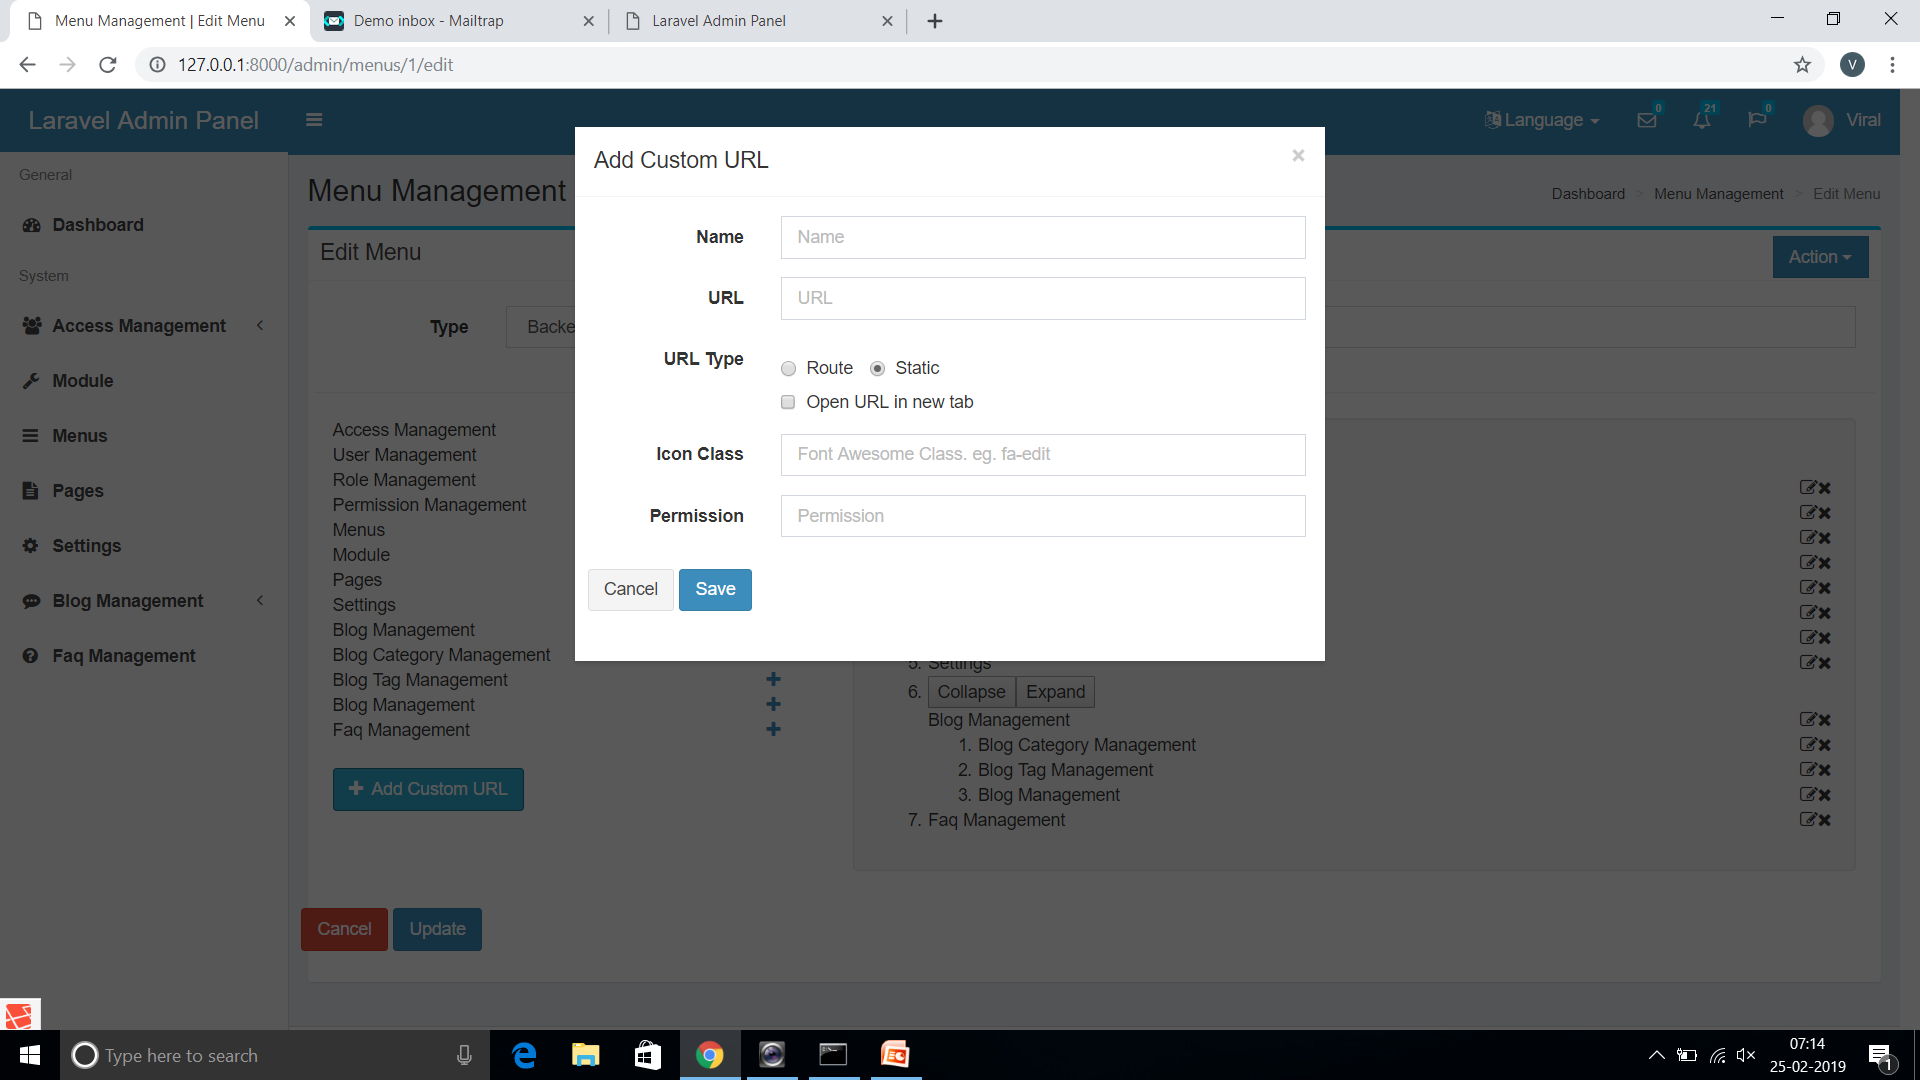 Menu Management | Edit Menu
Demo inbox - Mailtrap
Laravel Admin Panel
127.0.0.1:8000/admin/menus/1/edit
V
Laravel Admin Panel
Language
0
21
0
Viral
General
Dashboard
System
Access Management
Module
Menus
Pages
Settings
Blog Management
Faq Management
Menu Management
Dashboard > Menu Management > Edit Menu
Edit Menu
Action
Type
Backe
Add Custom URL
×
Name
Name
URL
URL
URL Type
Route
Static
Open URL in new tab
Icon Class
Font Awesome Class. eg. fa-edit
Permission
Permission
Cancel
Save
Access Management
User Management
Role Management
Permission Management
Menus
Module
Pages
Settings
Blog Management
Blog Category Management
Blog Tag Management
Blog Management
Faq Management
Add Custom URL
5. Settings
6. Collapse Expand
Blog Management
1. Blog Category Management
2. Blog Tag Management
3. Blog Management
7. Faq Management
Cancel
Update
Type here to search
07:14
25-02-2019
1